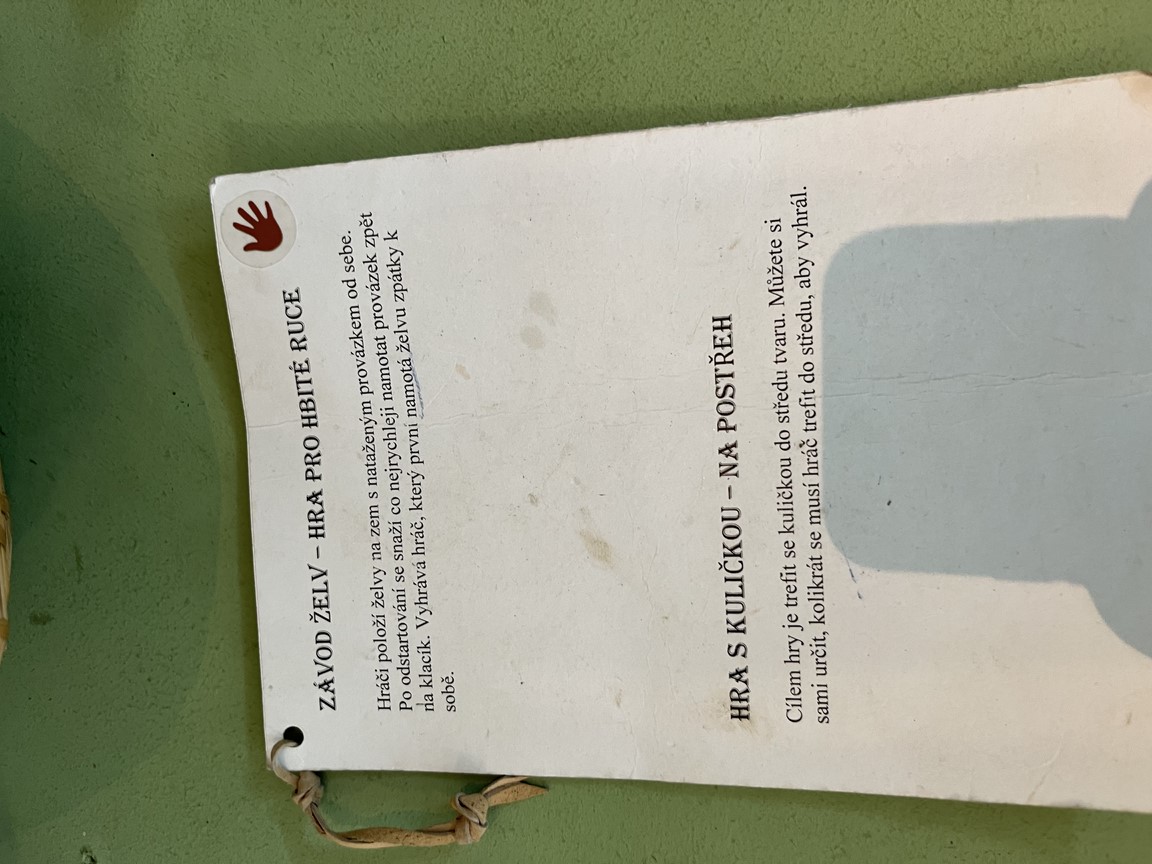 ZÁVOD ŽELV – HRA PRO HBITÉ RUCE
Hráči položí želvy na zem s nataženým provázkem od sebe.
Po odstartování se snaží co nejrychleji namotat provázek zpět
na klacík. Vyhrává hráč, který první namotá želvu zpátky k
sobě.
HRA S KULIČKOU – NA POSTŘEH
Cílem hry je trefit se kuličkou do středu tvaru. Můžete si
sami určit, kolikrát se musí hráč trefit do středu, aby vyhrál.